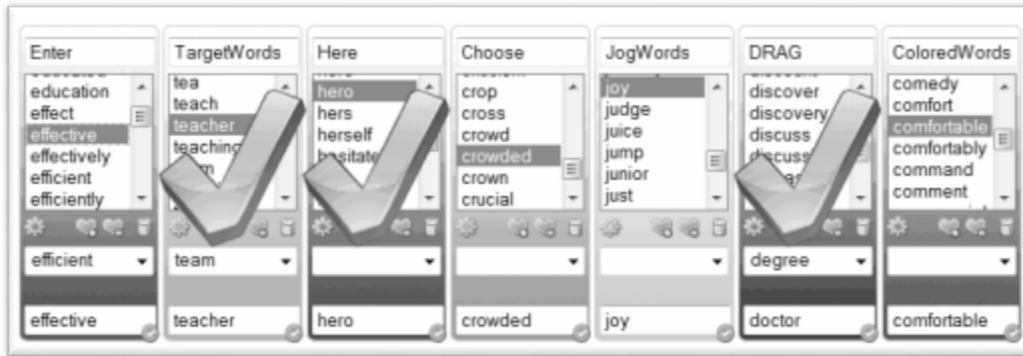 Enter
education
effect
effective
effectively
efficient
efficiently
efficient
effective
TargetWords
tea
teach
teacher
teaching
team
teacher
Here
hero
hers
herself
hesitate
hero
Choose
crop
cross
crowd
crowded
crown
crucial
crowded
JogWords
joy
judge
juice
jump
junior
just
joy
DRAG
discover
discovery
discuss
degree
doctor
ColoredWords
comedy
comfort
comfortable
comfortably
command
comment
comfortable